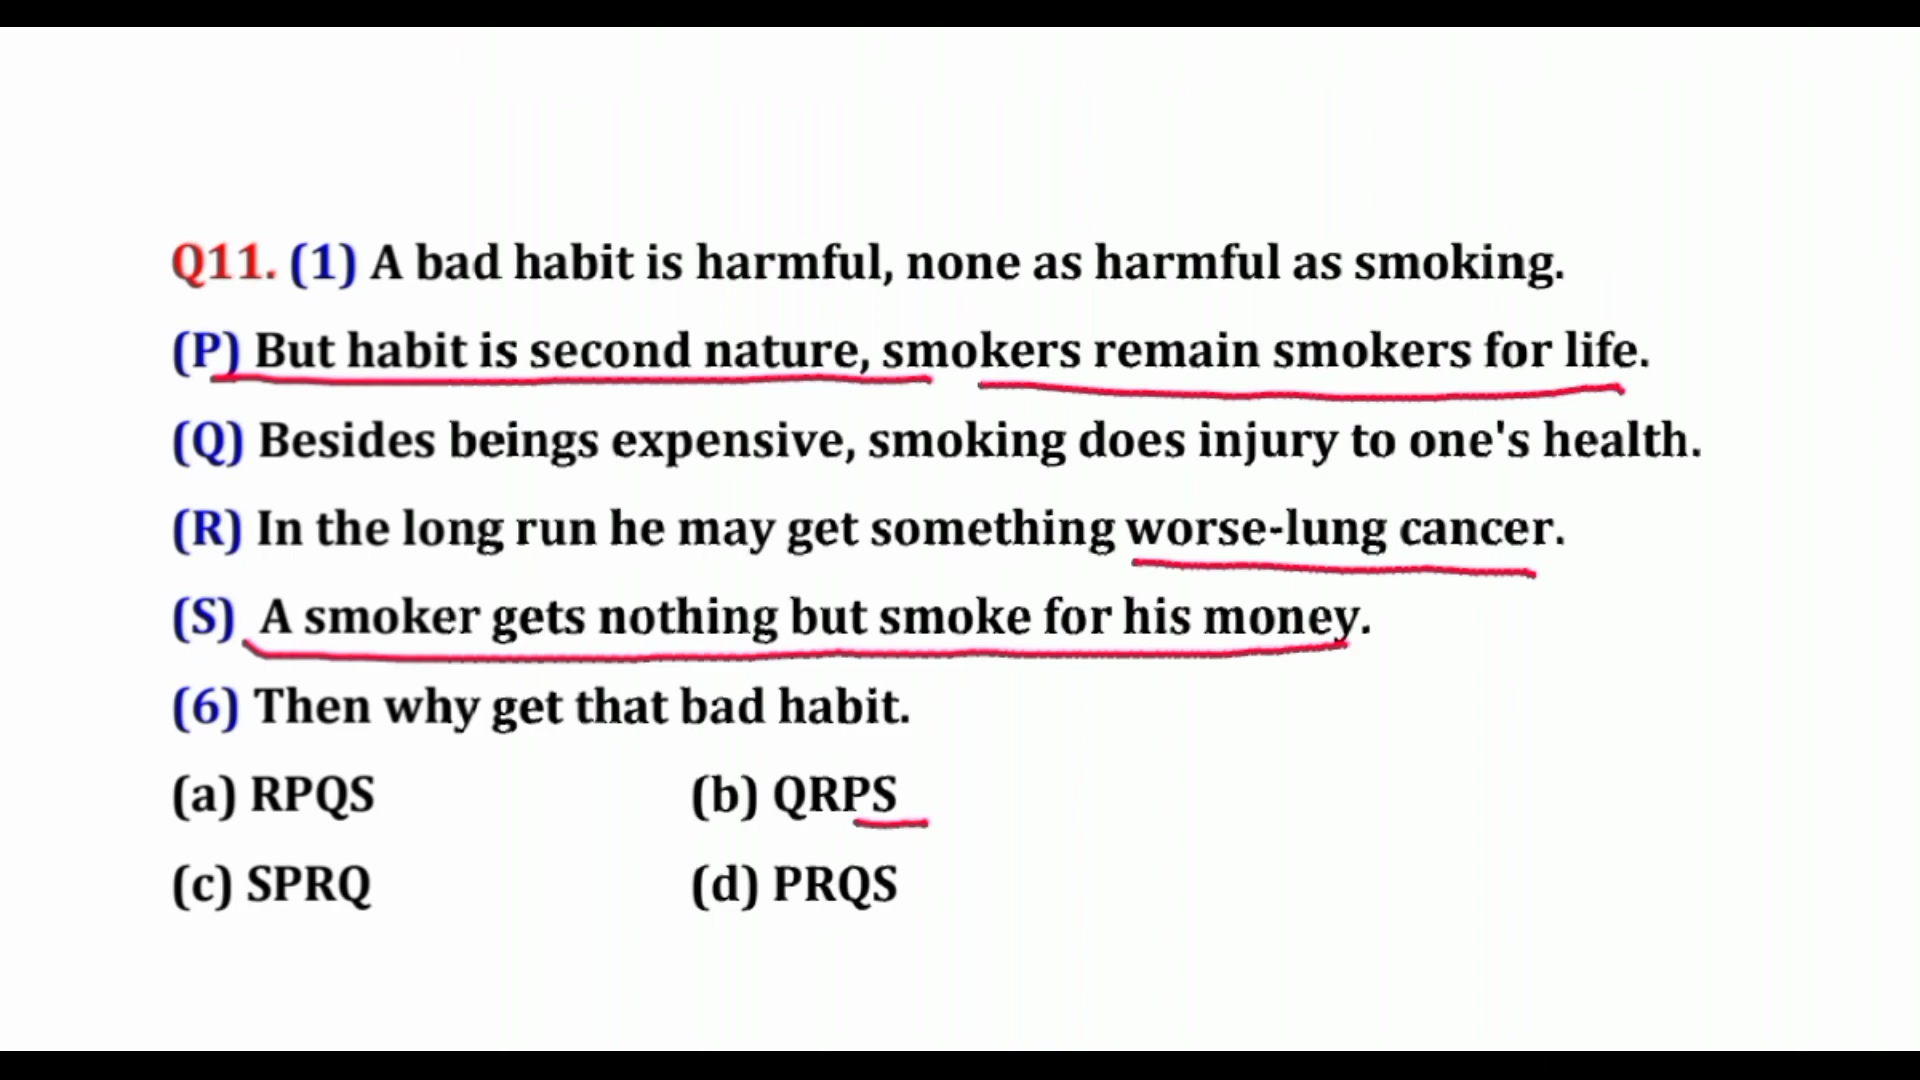 Q11. (1) A bad habit is harmful, none as harmful as smoking.
(P) But habit is second nature, smokers remain smokers for life.
(Q) Besides beings expensive, smoking does injury to one's health.
(R) In the long run he may get something worse-lung cancer.
(S) A smoker gets nothing but smoke for his money.
(6) Then why get that bad habit.
(a) RPQS (b) QRPS
(c) SPRQ (d) PRQS